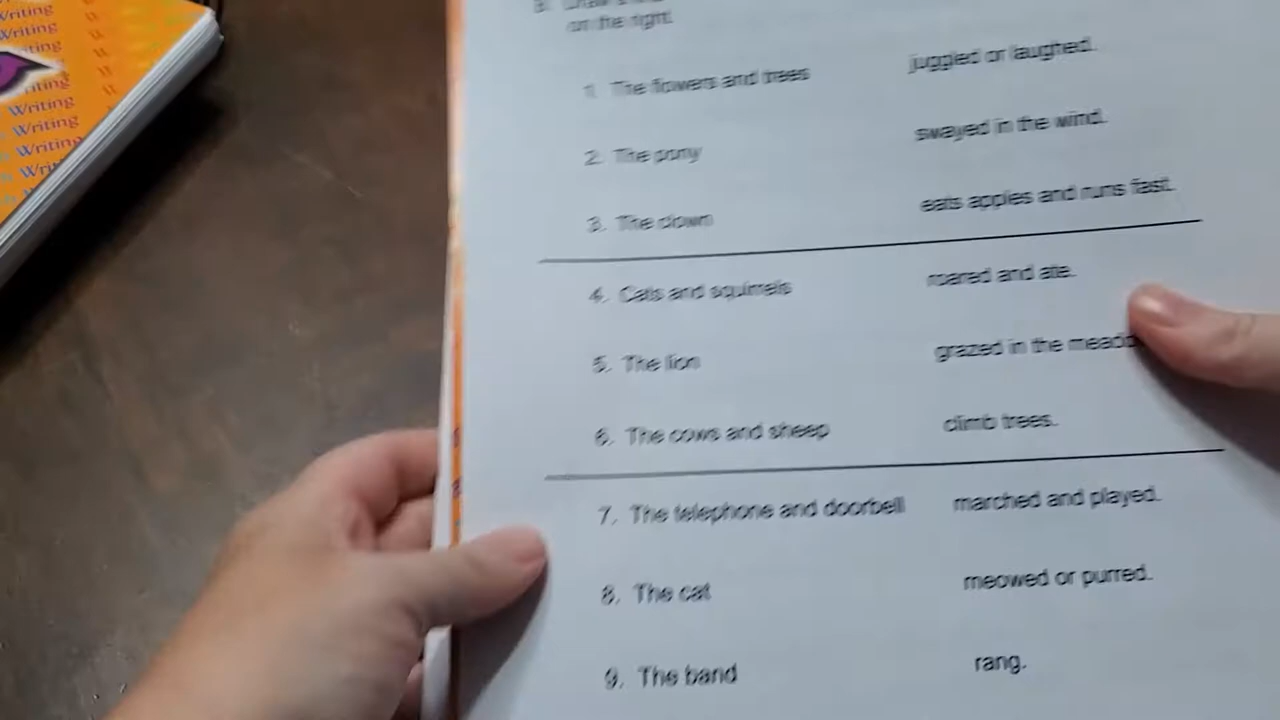 Writing
Writing
Writing
Writing
Writing
Writing
on the right.
1. The flowers and trees juggled or laughed.
2. The pony swayed in the wind.
3. The clown eats apples and runs fast.
4. Cats and squirrels roared and ate.
5. The lion grazed in the
6. The cows and sheep climb trees.
7. The telephone and doorbell marched and played.
8. The cat meowed or purred.
9. The band rang.